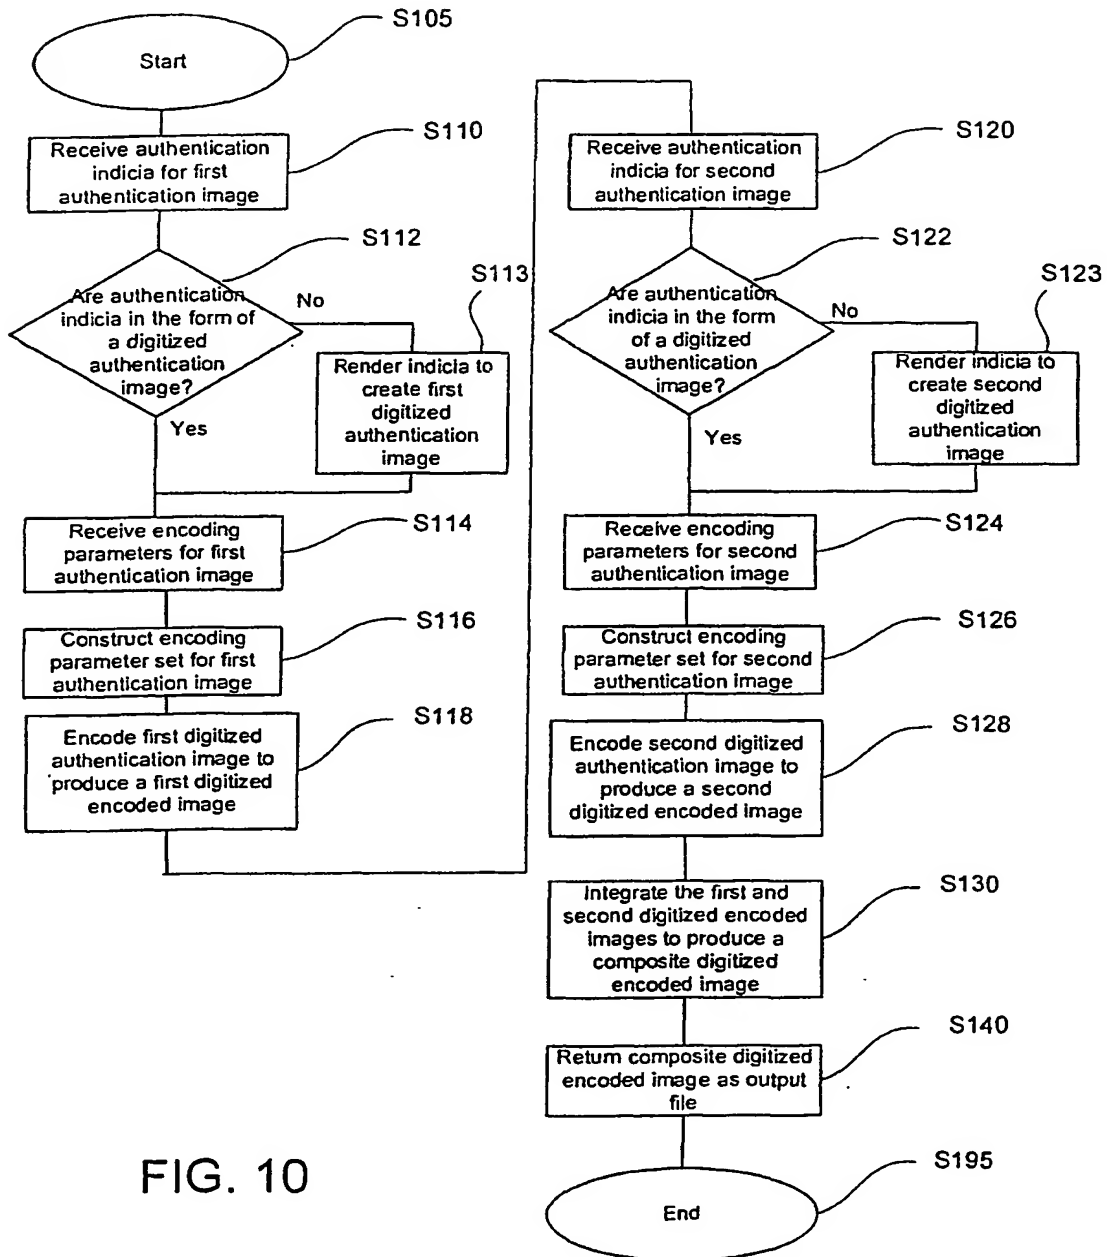 Start
S105
Receive authentication
indicia for first
authentication image
S110
Are authentication
indicia in the form of
a digitized
authentication
image?
S112
No
Yes
S113
Render indicia to
create first
digitized
authentication
image
Receive encoding
parameters for first
authentication image
S114
Construct encoding
parameter set for first
authentication image
S116
Encode first digitized
authentication image to
produce a first digitized
encoded image
S118
Receive authentication
indicia for second
authentication image
S120
Are authentication
indicia in the form
of a digitized
authentication
image?
S122
No
Yes
S123
Render indicia to
create second
digitized
authentication
image
Receive encoding
parameters for second
authentication image
S124
Construct encoding
parameter set for second
authentication image
S126
Encode second digitized
authentication image to
produce a second
digitized encoded image
S128
Integrate the first and
second digitized encoded
images to produce a
composite digitized
encoded image
S130
Return composite digitized
encoded image as output
file
S140
End
S195
FIG. 10